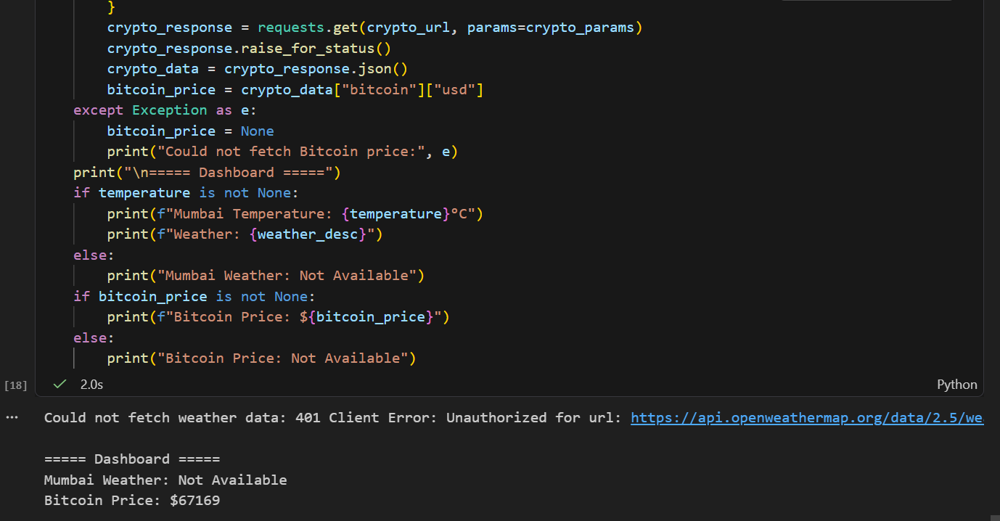 }
crypto_response = requests.get(crypto_url, params=crypto_params)
crypto_response.raise_for_status()
crypto_data = crypto_response.json()
bitcoin_price = crypto_data["bitcoin"]["usd"]
except Exception as e:
bitcoin_price = None
print("Could not fetch Bitcoin price:", e)
print("\n===== Dashboard =====")
if temperature is not None:
print(f"Mumbai Temperature: {temperature}°C")
print(f"Weather: {weather_desc}")
else:
print("Mumbai Weather: Not Available")
if bitcoin_price is not None:
print(f"Bitcoin Price: ${bitcoin_price}")
else:
print("Bitcoin Price: Not Available")
[18] 2.0s Python
Could not fetch weather data: 401 Client Error: Unauthorized for url: https://api.openweathermap.org/data/2.5/we
===== Dashboard =====
Mumbai Weather: Not Available
Bitcoin Price: $67169